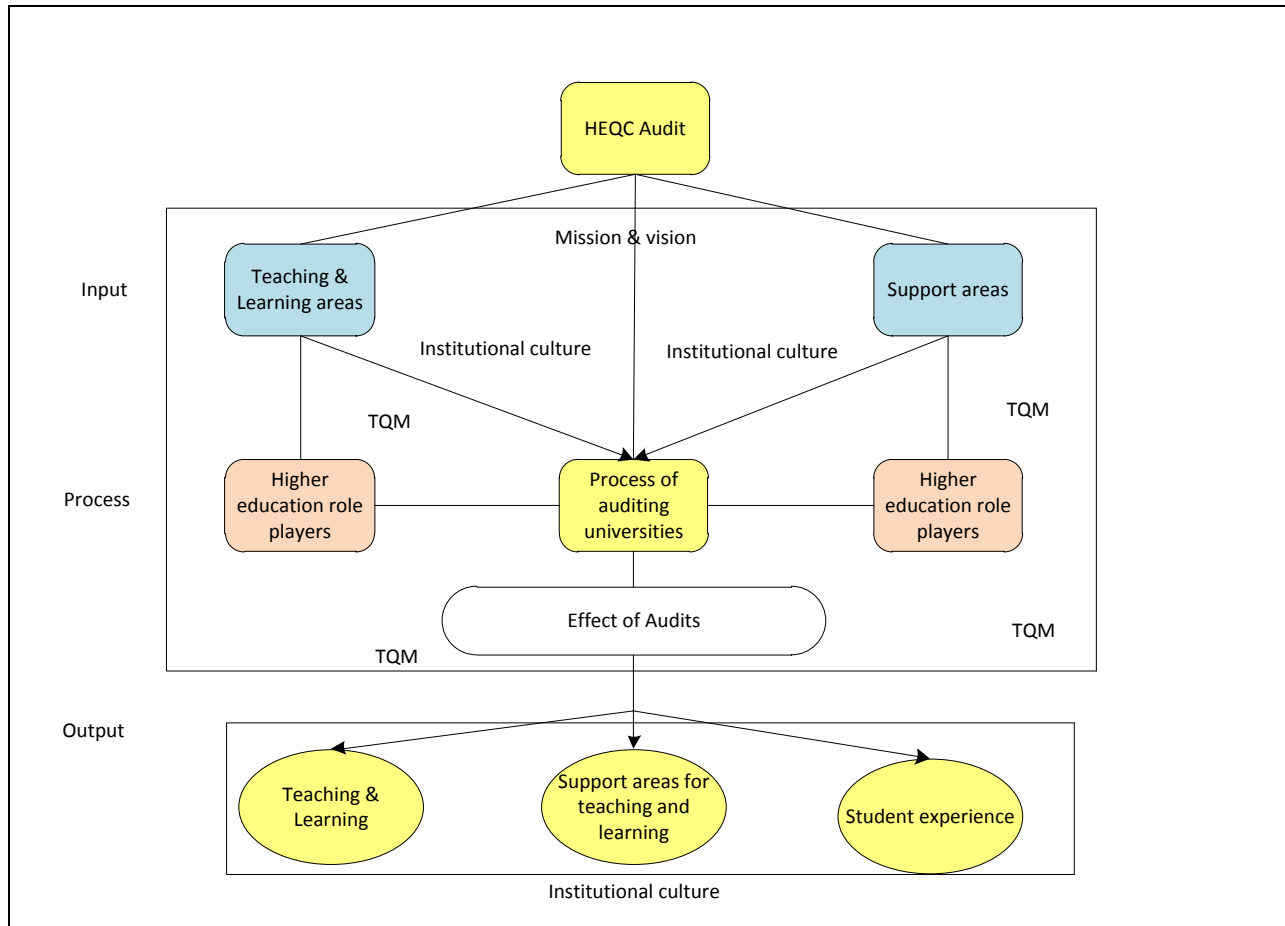 HEQC Audit
Mission & vision
Input
Teaching &
Learning areas
Support areas
Institutional culture
Institutional culture
TQM
TQM
Process
Higher
education role
players
Process of
auditing
universities
Higher
education role
players
Effect of Audits
TQM
TQM
Output
Teaching &
Learning
Support areas for
teaching and
learning
Student experience
Institutional culture